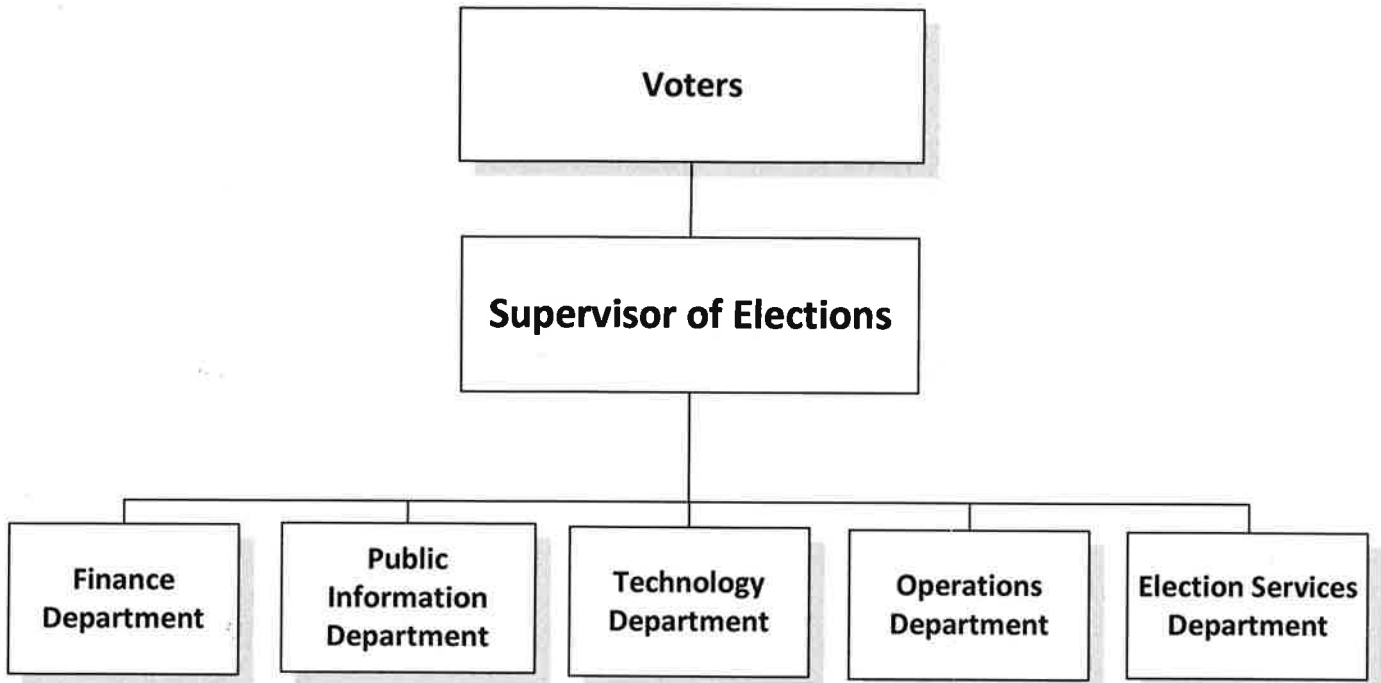 Voters
Supervisor of Elections
Finance
Department
Public
Information
Department
Technology
Department
Operations
Department
Election Services
Department